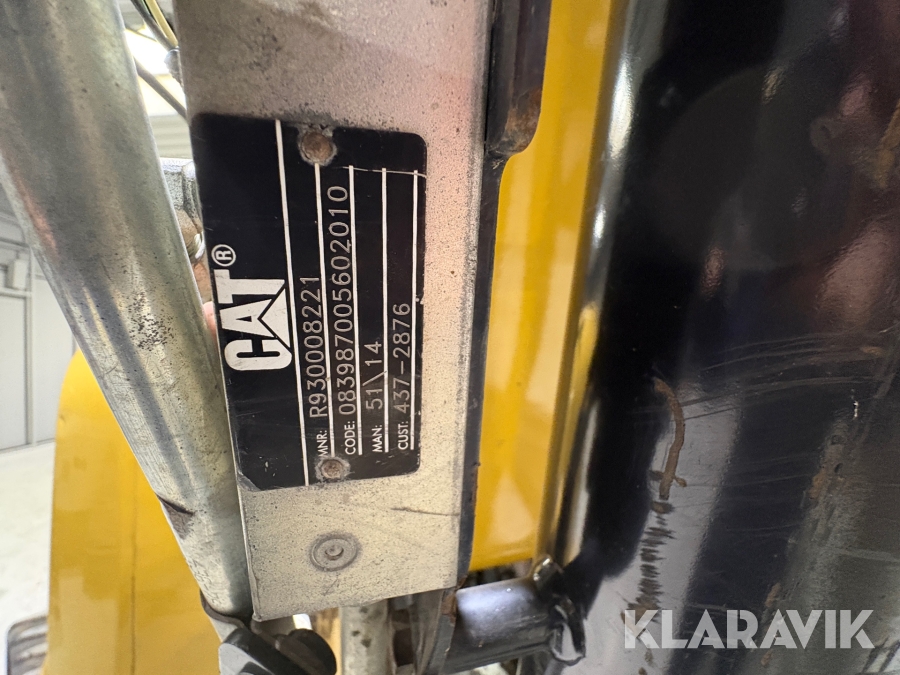 CAT®
MNR: R930008221
CODE: 083987005602010
MAN: 51\14
CUST: 437-2876
KLARAVIK